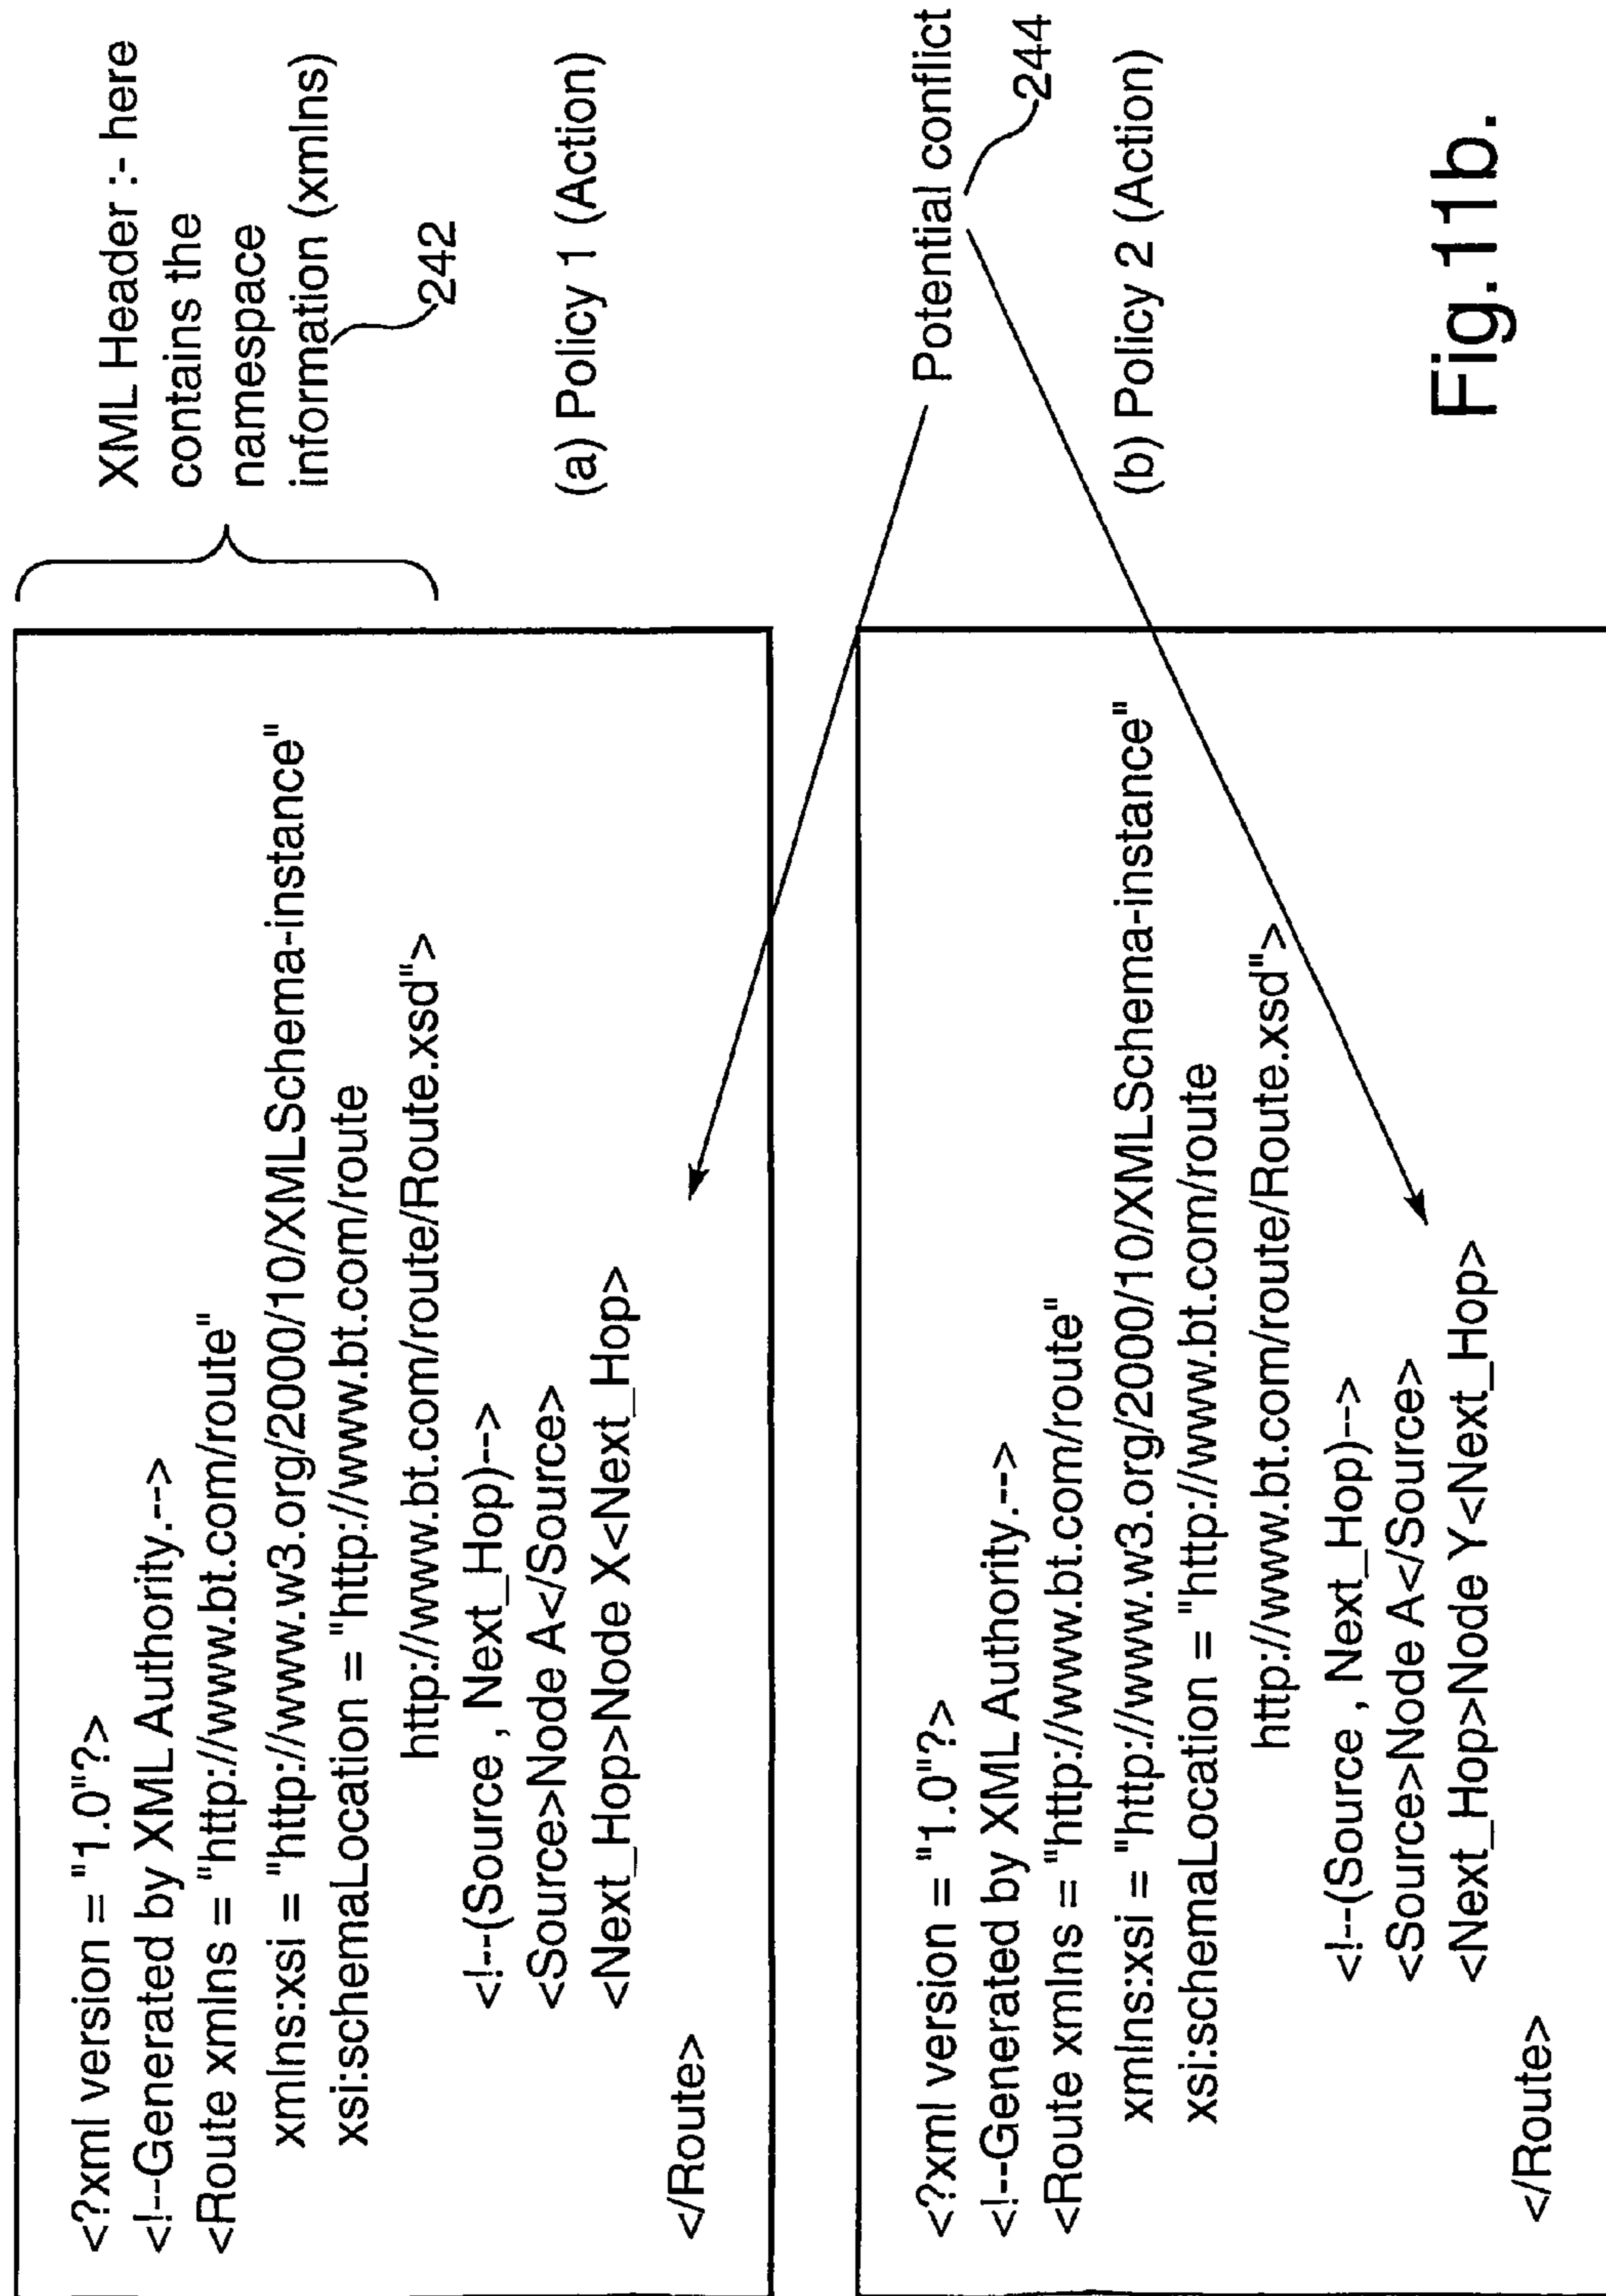 <?xml version = "1.0"?>
<!--Generated by XML Authority.-->
<Route xmlns = "http://www.bt.com/route"
xmlns:xsi = "http://www.w3.org/2000/10/XMLSchema-instance"
xsi:schemaLocation = "http://www.bt.com/route
http://www.bt.com/route/Route.xsd">
<!--(Source , Next_Hop)-->
<Source>Node A</Source>
<Next_Hop>Node X<Next_Hop>
</Route>
XML Header :- here
contains the
namespace
information (xmlns)
242
(a) Policy 1 (Action)
Potential conflict
244
<?xml version = "1.0"?>
<!--Generated by XML Authority.-->
<Route xmlns = "http://www.bt.com/route"
xmlns:xsi = "http://www.w3.org/2000/10/XMLSchema-instance"
xsi:schemaLocation = "http://www.bt.com/route
http://www.bt.com/route/Route.xsd">
<!--(Source , Next_Hop)-->
<Source>Node A</Source>
<Next_Hop>Node Y<Next_Hop>
</Route>
(b) Policy 2 (Action)
Fig.11b.